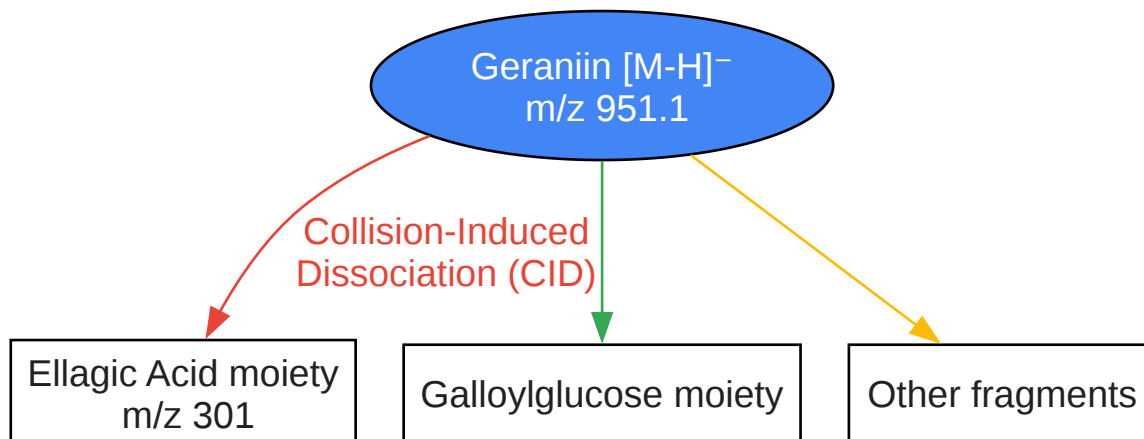 Geraniin [M-H]⁻
m/z 951.1
Collision-Induced
Dissociation (CID)
Ellagic Acid moiety
m/z 301
Galloylglucose moiety
Other fragments